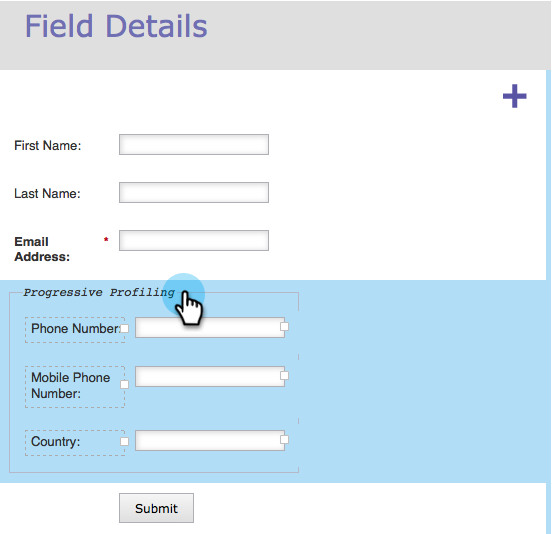 Field Details
First Name:
Last Name:
Email *
Address:
Progressive Profiling
Phone Number:
Mobile Phone
Number:
Country:
Submit